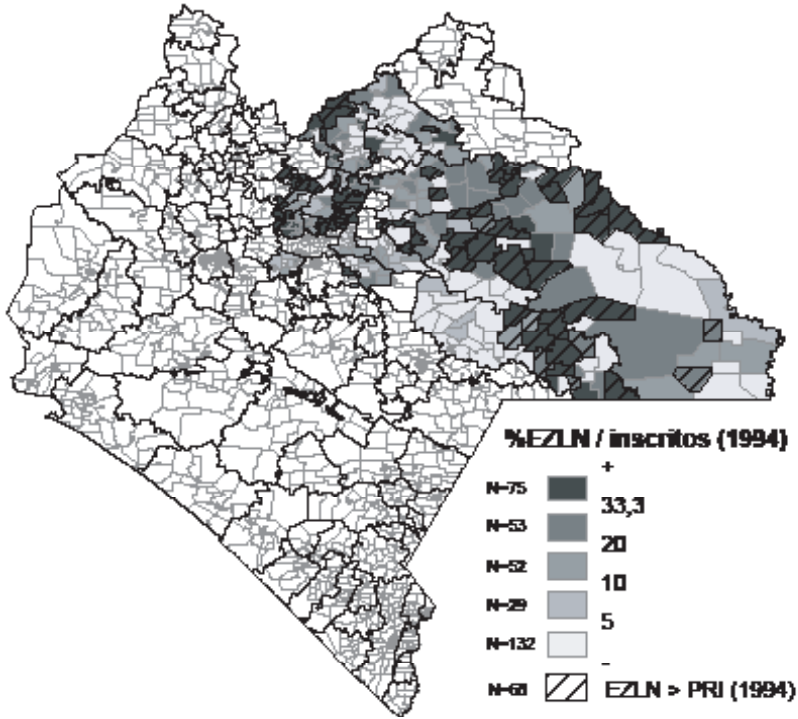 %EZLN / inscritos (1994)
+
N=75
33,3
N=53
20
N=52
10
N=29
5
N=132
-
N=68 EZLN > PRI (1994)